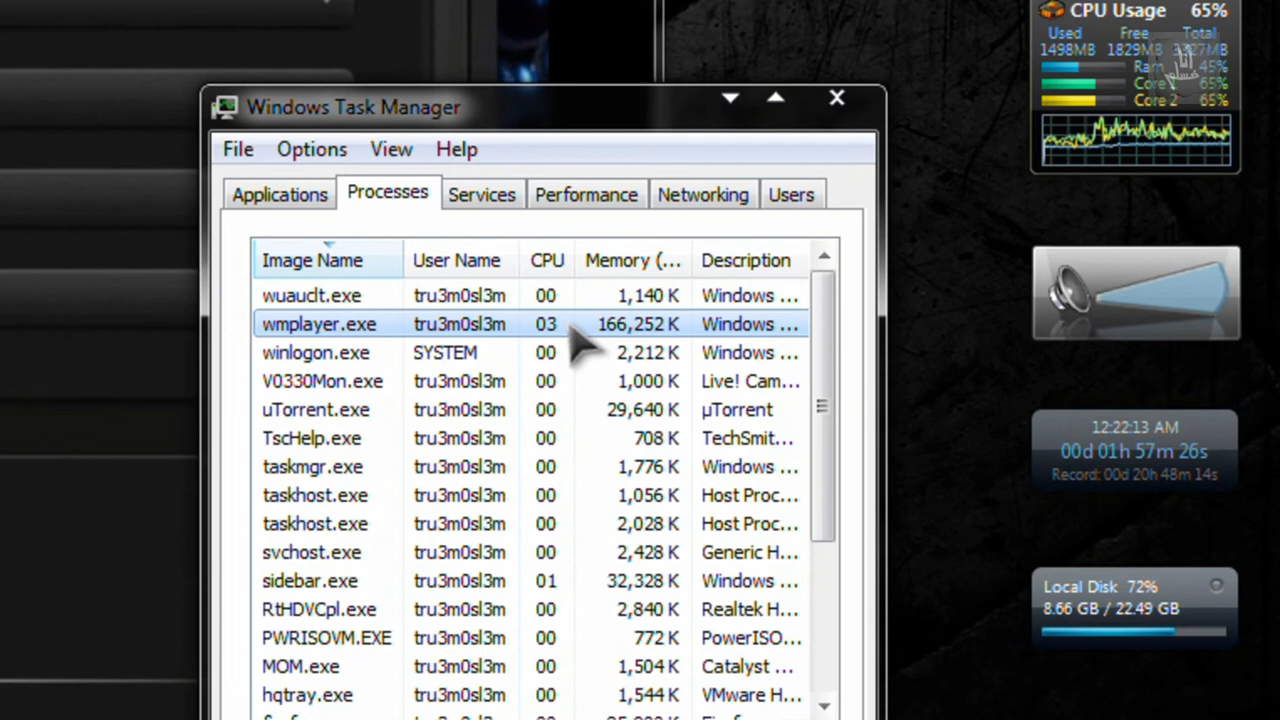 CPU Usage 65%
Used Free Total
1498MB 1829MB 3327MB
Ram 45%
Core 1 65%
Core 2 65%
أنا مسلم
Windows Task Manager
File Options View Help
Applications Processes Services Performance Networking Users
Image Name User Name CPU Memory (... Description
wuauclt.exe tru3m0sl3m 00 1,140 K Windows ...
wmplayer.exe tru3m0sl3m 03 166,252 K Windows ...
winlogon.exe SYSTEM 00 2,212 K Windows ...
V0330Mon.exe tru3m0sl3m 00 1,000 K Live! Cam...
uTorrent.exe tru3m0sl3m 00 29,640 K µTorrent
TscHelp.exe tru3m0sl3m 00 708 K TechSmit...
taskmgr.exe tru3m0sl3m 00 1,776 K Windows ...
taskhost.exe tru3m0sl3m 00 1,056 K Host Proc...
taskhost.exe tru3m0sl3m 00 2,028 K Host Proc...
svchost.exe tru3m0sl3m 00 2,428 K Generic H...
sidebar.exe tru3m0sl3m 01 32,328 K Windows ...
RtHDVCpl.exe tru3m0sl3m 00 2,840 K Realtek H...
PWRISOVM.EXE tru3m0sl3m 00 772 K PowerISO...
MOM.exe tru3m0sl3m 00 1,504 K Catalyst ...
hqtray.exe tru3m0sl3m 00 1,544 K VMware H...
12:22:13 AM
00d 01h 57m 26s
Record: 00d 20h 48m 14s
Local Disk 72%
8.66 GB / 22.49 GB